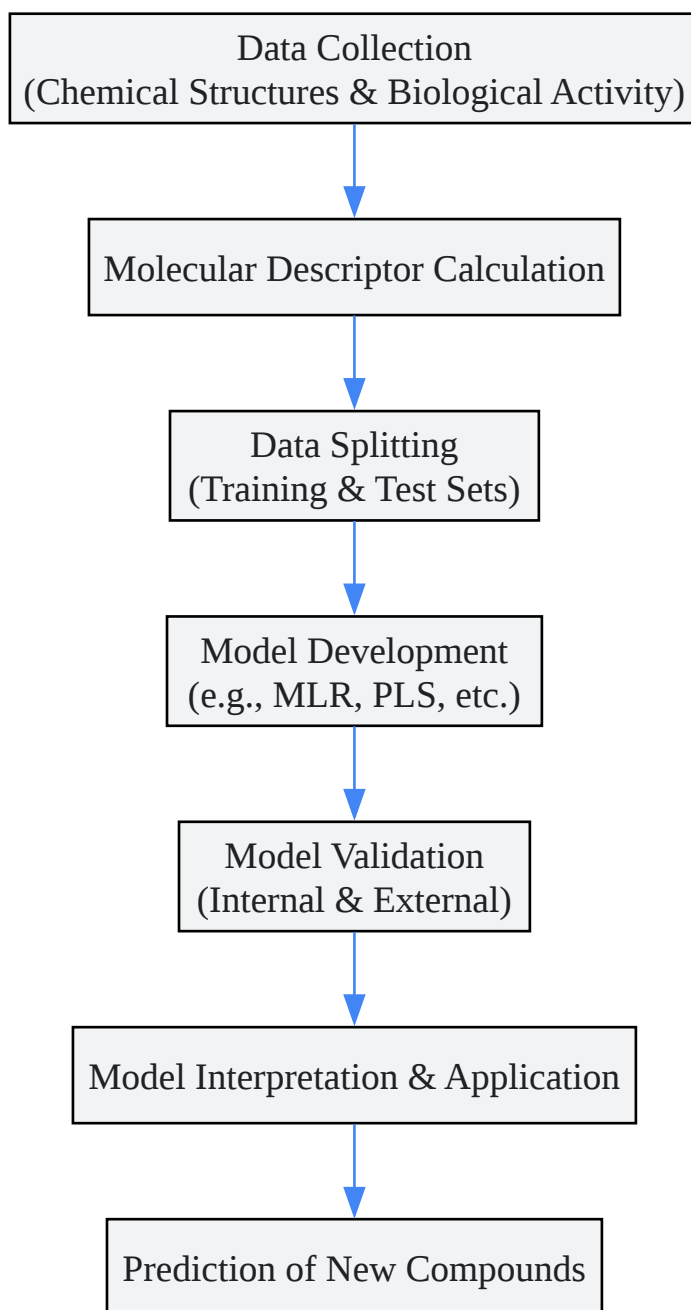 Data Collection
(Chemical Structures & Biological Activity)
Molecular Descriptor Calculation
Data Splitting
(Training & Test Sets)
Model Development
(e.g., MLR, PLS, etc.)
Model Validation
(Internal & External)
Model Interpretation & Application
Prediction of New Compounds